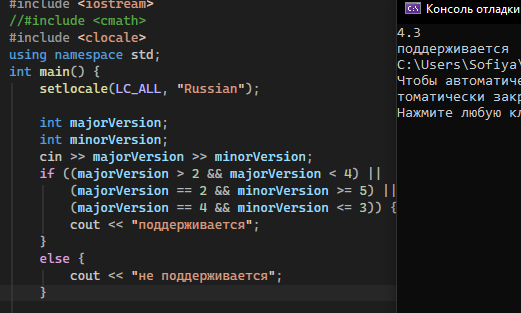 #include <iostream>
//#include <cmath>
#include <clocale>
using namespace std;
int main() {
setlocale(LC_ALL, "Russian");
int majorVersion;
int minorVersion;
cin >> majorVersion >> minorVersion;
if ((majorVersion > 2 && majorVersion < 4) ||
(majorVersion == 2 && minorVersion >= 5) ||
(majorVersion == 4 && minorVersion <= 3)) {
cout << "поддерживается";
}
else {
cout << "не поддерживается";
}
Консоль отладки
4.3
поддерживается
C:\Users\Sofiya\
Чтобы автоматиче
томатически закр
Нажмите любую кл